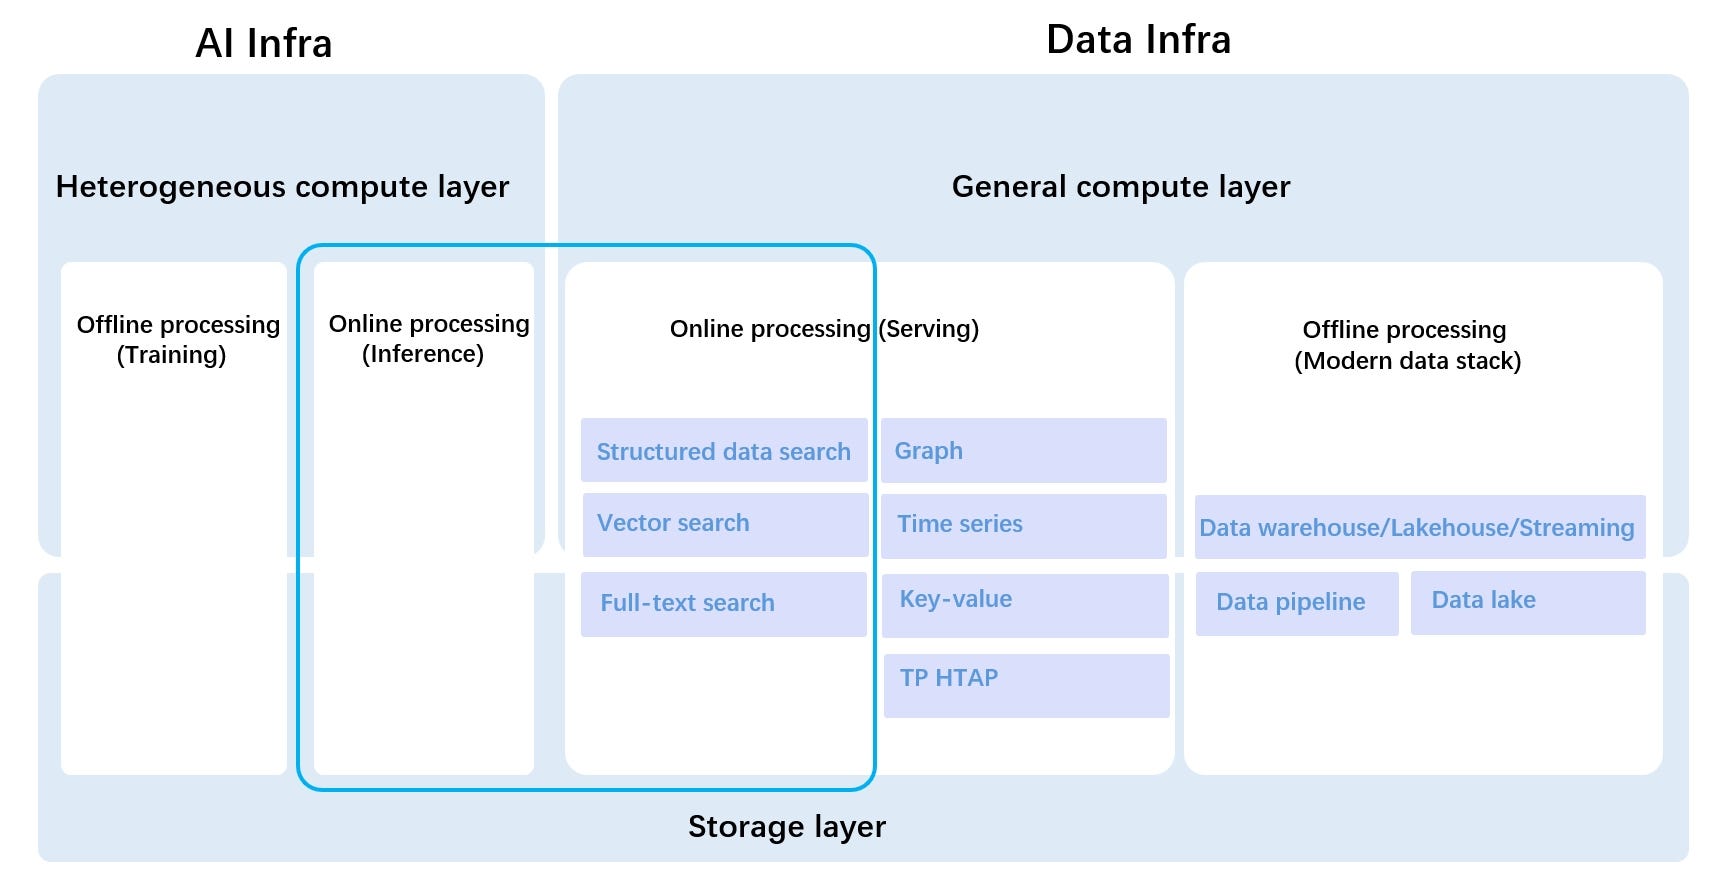 AI Infra
Data Infra
Heterogeneous compute layer
General compute layer
Offline processing
(Training)
Online processing
(Inference)
Online processing (Serving)
Offline processing
(Modern data stack)
Structured data search
Graph
Vector search
Time series
Full-text search
Key-value
TP HTAP
Data warehouse/Lakehouse/Streaming
Data pipeline
Data lake
Storage layer